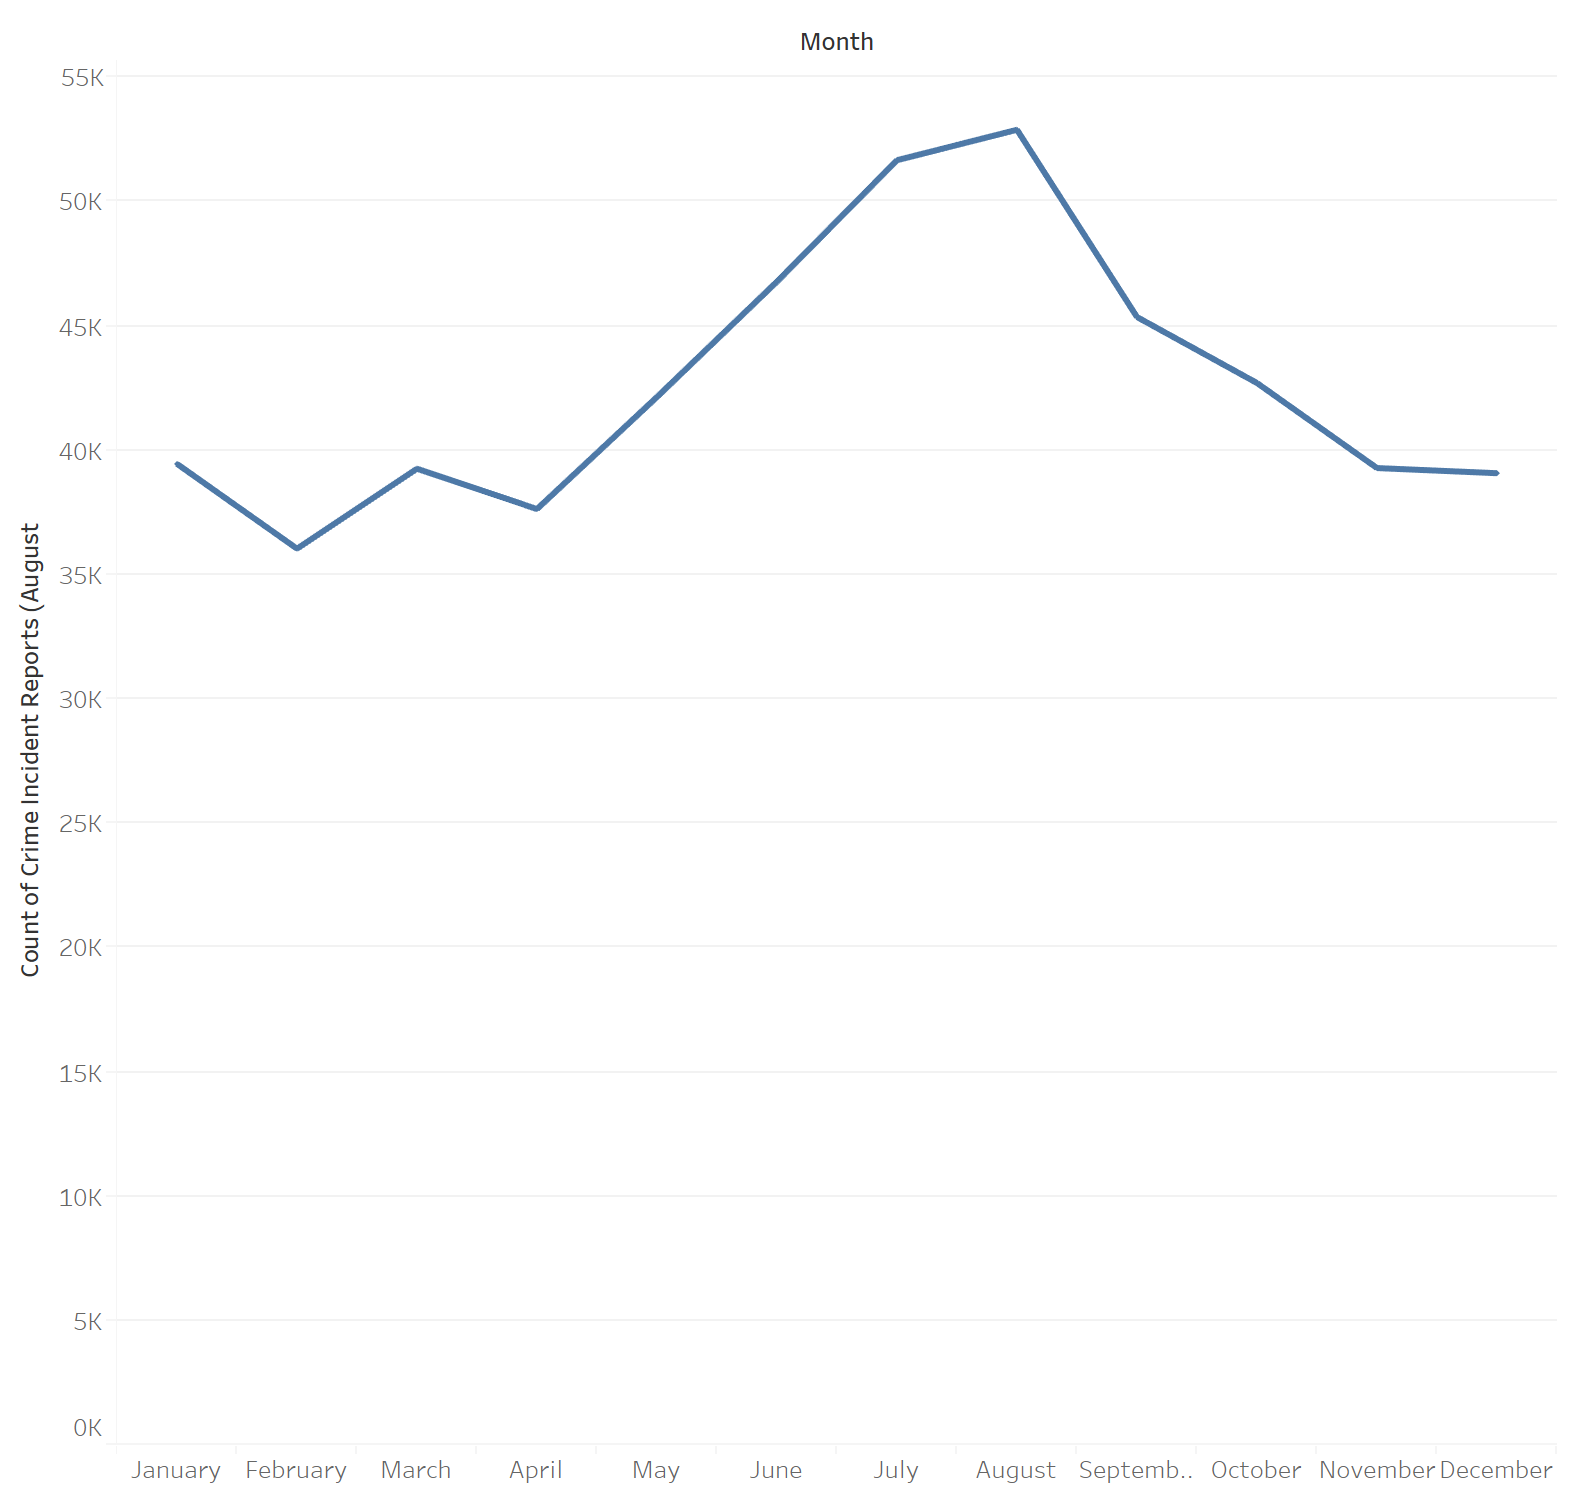 Month
55K
50K
45K
40K
35K
30K
25K
20K
15K
10K
5K
0K
Count of Crime Incident Reports (August
January February March April May June July August Septemb.. October November December